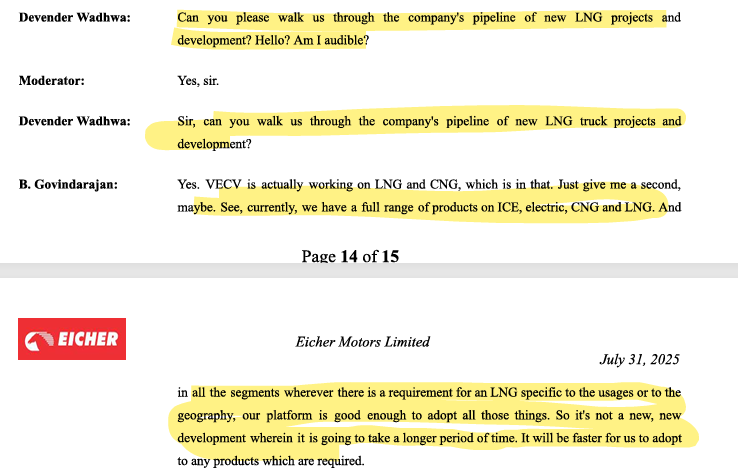 Devender Wadhwa: Can you please walk us through the company's pipeline of new LNG projects and
development? Hello? Am I audible?
Moderator: Yes, sir.
Devender Wadhwa: Sir, can you walk us through the company's pipeline of new LNG truck projects and
development?
B. Govindarajan: Yes. VECV is actually working on LNG and CNG, which is in that. Just give me a second,
maybe. See, currently, we have a full range of products on ICE, electric, CNG and LNG. And
Page 14 of 15
EICHER
Eicher Motors Limited
July 31, 2025
in all the segments wherever there is a requirement for an LNG specific to the usages or to the
geography, our platform is good enough to adopt all those things. So it's not a new, new
development wherein it is going to take a longer period of time. It will be faster for us to adopt
to any products which are required.